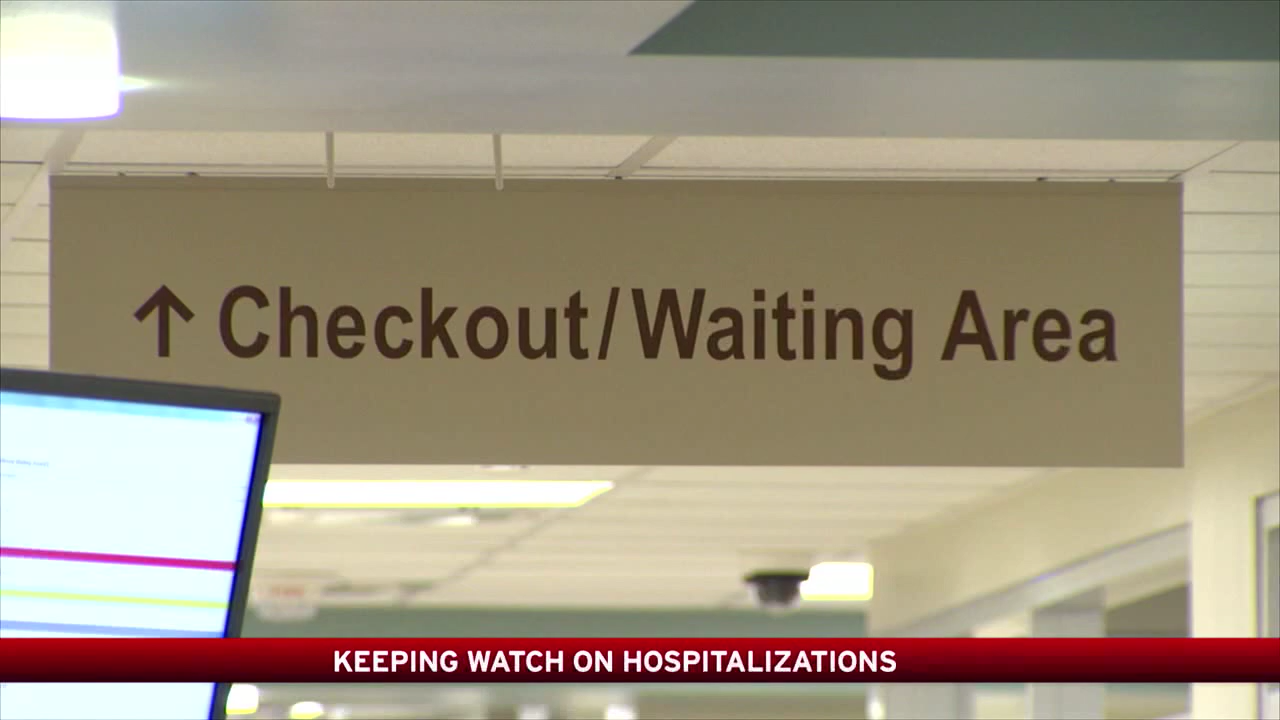 ↑ Checkout/Waiting Area
KEEPING WATCH ON HOSPITALIZATIONS